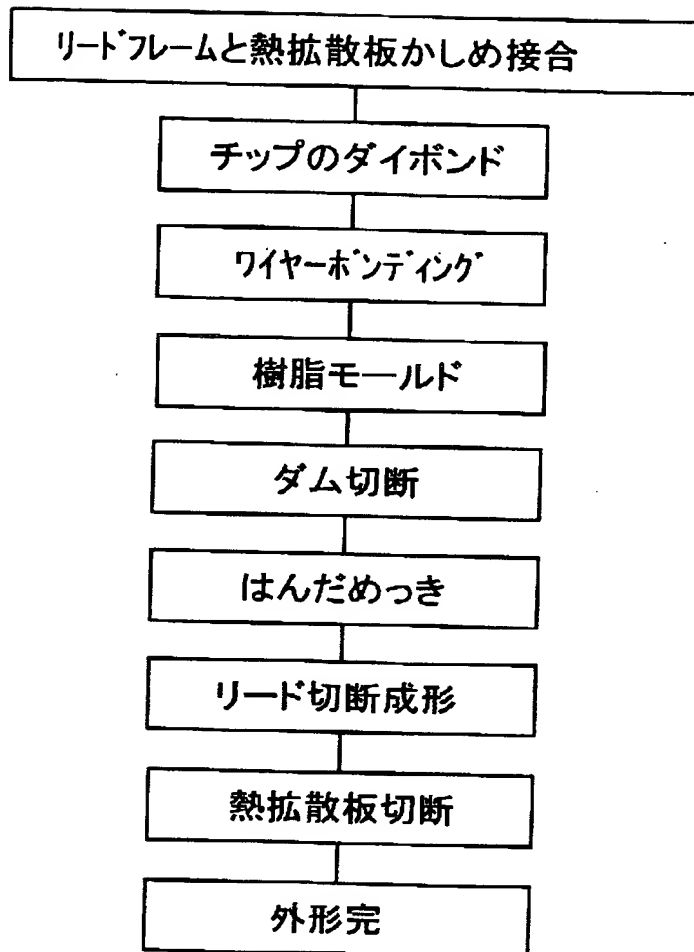 リードフレームと熱拡散板かしめ接合
チップのダイボンド
ワイヤーボンディング
樹脂モールド
ダム切断
はんだめっき
リード切断成形
熱拡散板切断
外形完